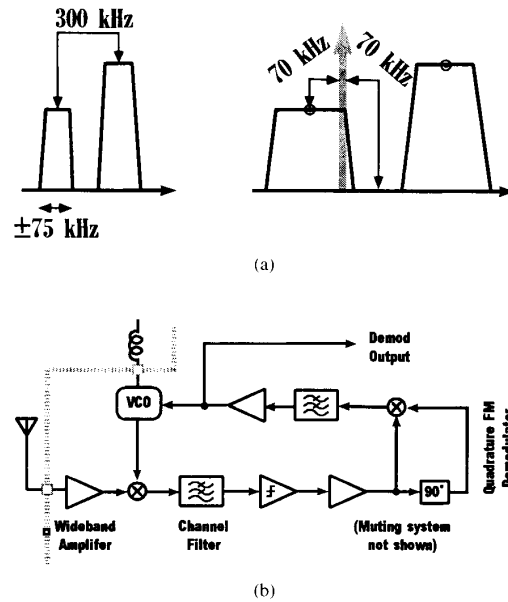 300 kHz
70 kHz
70 kHz
±75 kHz
(a)
Demod
Output
VCO
Quadrature FM
Demodulator
90°
Wideband
Amplifer
Channel
Filter
(Muting system
not shown)
(b)